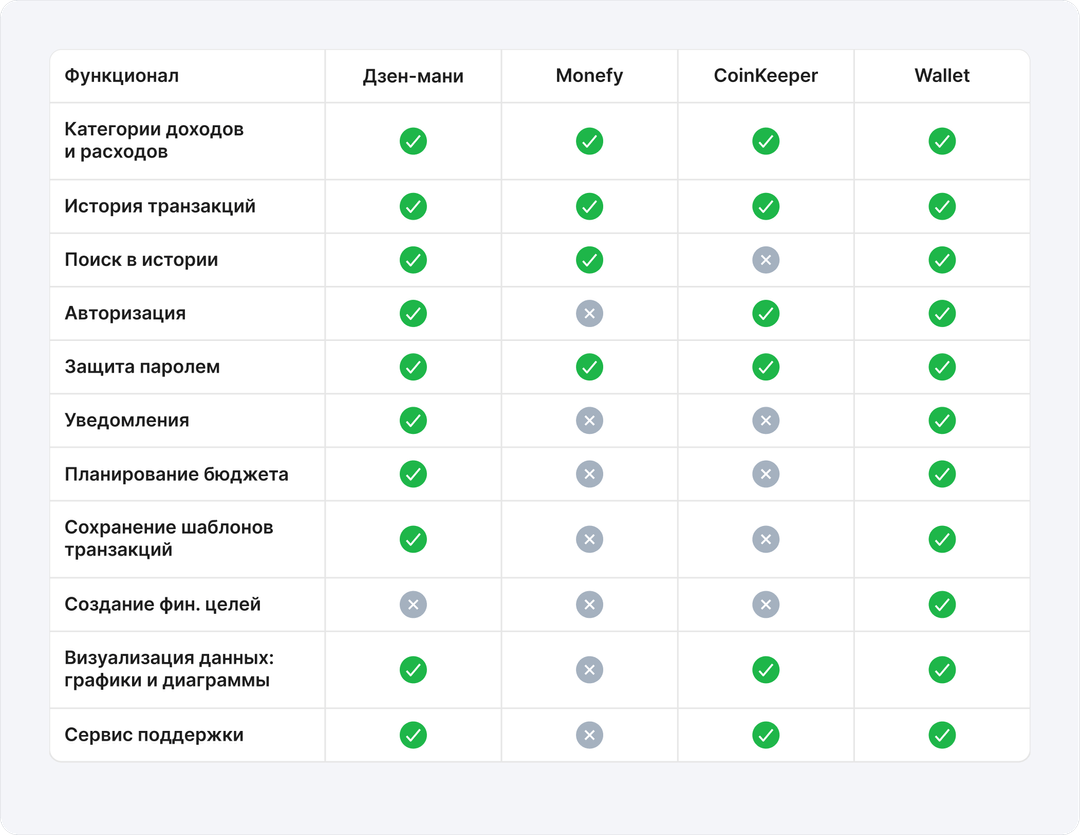 Функционал
Дзен-мани
Monefy
CoinKeeper
Wallet
Категории доходов
и расходов
История транзакций
Поиск в истории
Авторизация
Защита паролем
Уведомления
Планирование бюджета
Сохранение шаблонов
транзакций
Создание фин. целей
Визуализация данных:
графики и диаграммы
Сервис поддержки